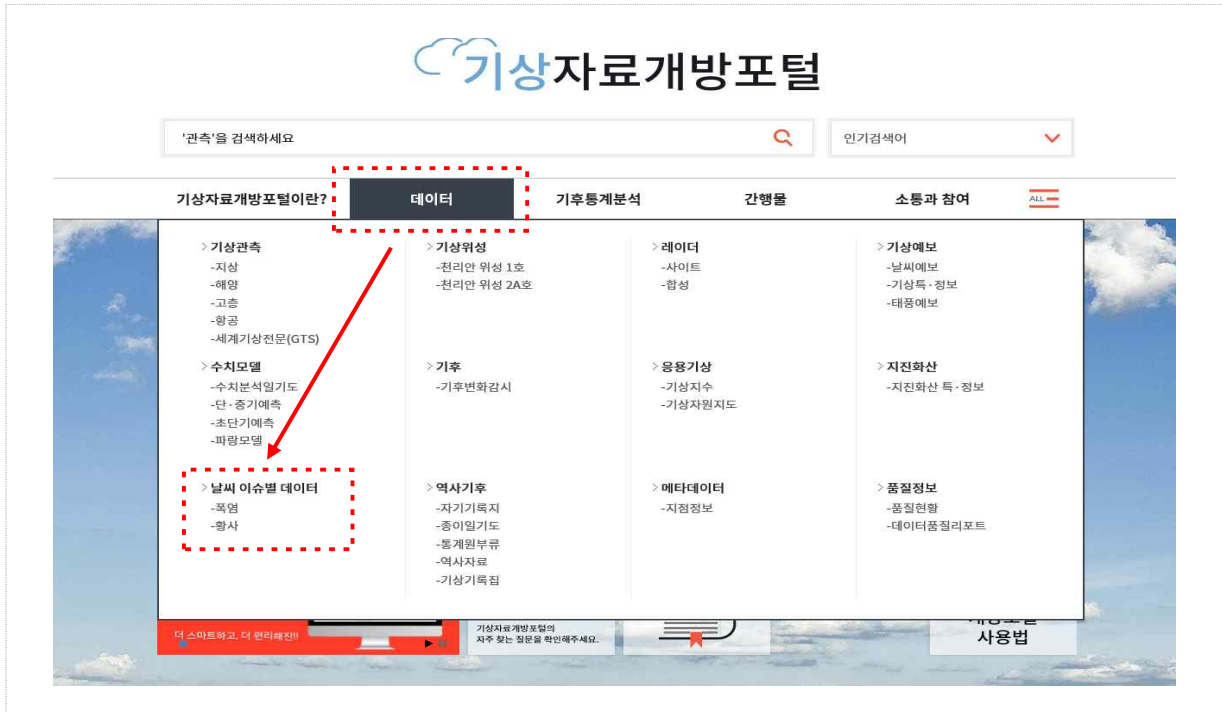 기상자료개방포털
'관측'을 검색하세요
인기검색어
기상자료개방포털이란?
데이터
기후통계분석
간행물
소통과 참여
ALL
>기상관측
-지상
-해양
-고층
-항공
-세계기상전문(GTS)
>기상위성
-천리안 위성 1호
-천리안 위성 2A호
>레이더
-사이트
-합성
>기상예보
-날씨예보
-기상특·정보
-태풍예보
>수치모델
-수치분석일기도
-단·중기예측
-초단기예측
-파랑모델
>기후
-기후변화감시
>응용기상
-기상지수
-기상자원지도
>지진화산
-지진화산 특·정보
>날씨 이슈별 데이터
-폭염
-황사
>역사기후
-자기기록지
-종이일기도
-통계원부류
-역사자료
-기상기록집
>메타데이터
-지점정보
>품질정보
-품질현황
-데이터품질리포트
더 스마트하고, 더 편리해진!!
기상자료개방포털의
자주 찾는 질문을 확인해주세요.
사용법